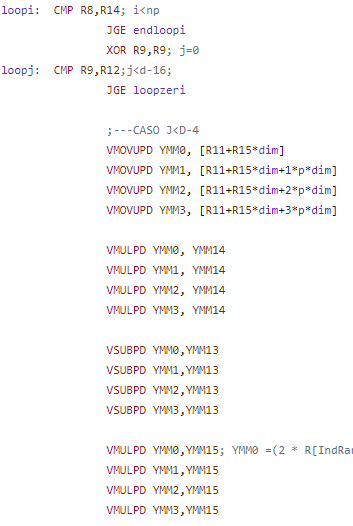 loopi: CMP R8,R14; i<np
JGE endloopi
XOR R9,R9; j=0
loopj: CMP R9,R12;j<d-16;
JGE loopzeri
;---CASO J<D-4
VMOVUPD YMM0, [R11+R15*dim]
VMOVUPD YMM1, [R11+R15*dim+1*p*dim]
VMOVUPD YMM2, [R11+R15*dim+2*p*dim]
VMOVUPD YMM3, [R11+R15*dim+3*p*dim]
VMULPD YMM0, YMM14
VMULPD YMM1, YMM14
VMULPD YMM2, YMM14
VMULPD YMM3, YMM14
VSUBPD YMM0,YMM13
VSUBPD YMM1,YMM13
VSUBPD YMM2,YMM13
VSUBPD YMM3,YMM13
VMULPD YMM0,YMM15; YMM0 =(2 * R[IndRan
VMULPD YMM1,YMM15
VMULPD YMM2,YMM15
VMULPD YMM3,YMM15